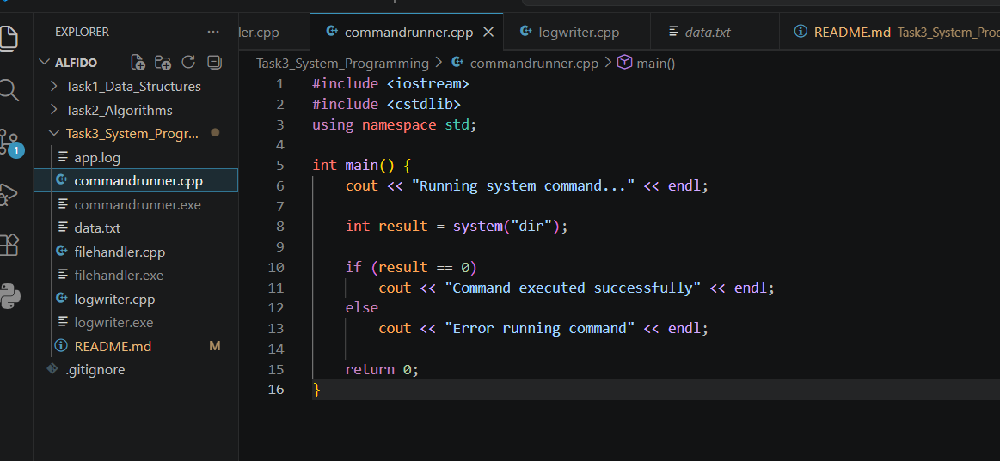 EXPLORER ...
ler.cpp commandrunner.cpp logwriter.cpp data.txt README.md Task3_System_Prog
ALFIDO
Task1_Data_Structures
Task2_Algorithms
Task3_System_Progr...
app.log
commandrunner.cpp
commandrunner.exe
data.txt
filehandler.cpp
filehandler.exe
logwriter.cpp
logwriter.exe
README.md M
.gitignore
1
Task3_System_Programming > commandrunner.cpp > main()
1 #include <iostream>
2 #include <cstdlib>
3 using namespace std;
4
5 int main() {
6     cout << "Running system command..." << endl;
7
8     int result = system("dir");
9
10     if (result == 0)
11         cout << "Command executed successfully" << endl;
12     else
13         cout << "Error running command" << endl;
14
15     return 0;
16 }